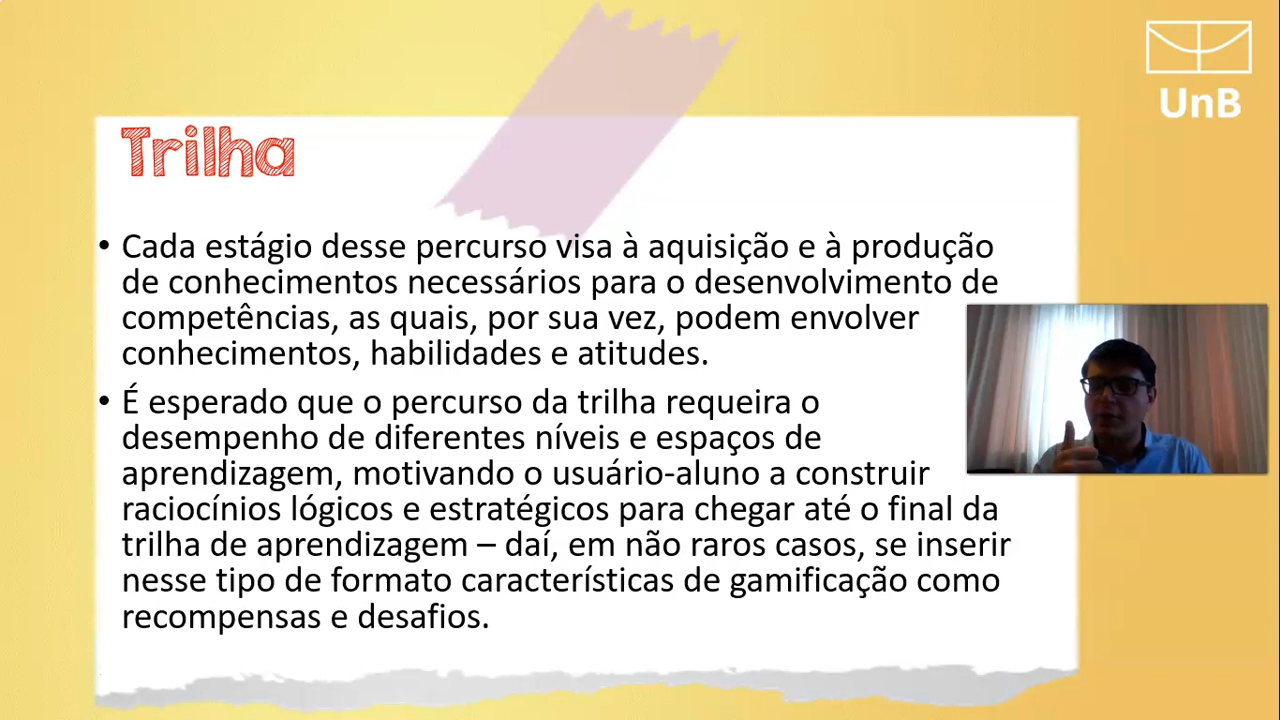 UnB
Trilha
• Cada estágio desse percurso visa à aquisição e à produção
de conhecimentos necessários para o desenvolvimento de
competências, as quais, por sua vez, podem envolver
conhecimentos, habilidades e atitudes.
• É esperado que o percurso da trilha requeira o
desempenho de diferentes níveis e espaços de
aprendizagem, motivando o usuário-aluno a construir
raciocínios lógicos e estratégicos para chegar até o final da
trilha de aprendizagem – daí, em não raros casos, se inserir
nesse tipo de formato características de gamificação como
recompensas e desafios.